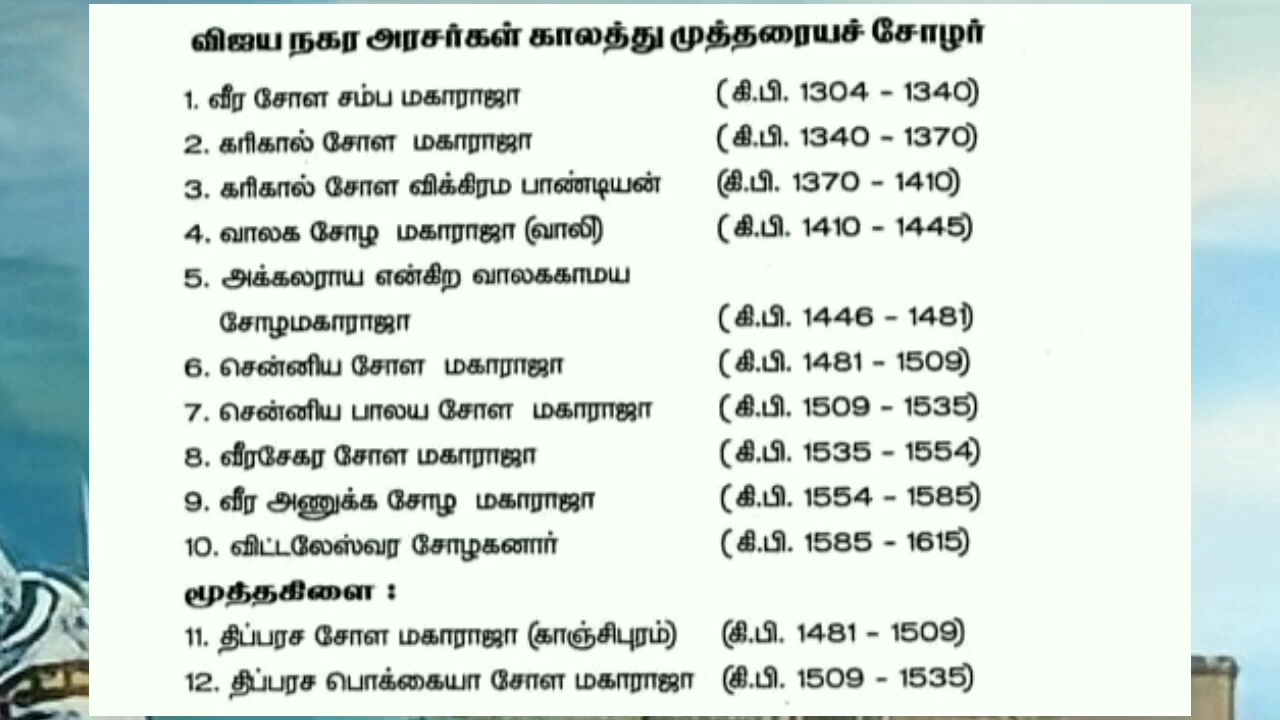 விஜய நகர அரசர்கள் காலத்து முத்தரையச் சோழர்
1. வீர சோள சம்ப மகாராஜா (கி.பி. 1304 - 1340)
2. கரிகால் சோள மகாராஜா (கி.பி. 1340 - 1370)
3. கரிகால் சோள விக்கிரம பாண்டியன் (கி.பி. 1370 - 1410)
4. வாலக சோழ மகாராஜா (வாலி) (கி.பி. 1410 - 1445)
5. அக்கலராய என்கிற வாலககாமய
சோழமகாராஜா (கி.பி. 1446 - 1481)
6. சென்னிய சோள மகாராஜா (கி.பி. 1481 - 1509)
7. சென்னிய பாலய சோள மகாராஜா (கி.பி. 1509 - 1535)
8. வீரசேகர சோள மகாராஜா (கி.பி. 1535 - 1554)
9. வீர அணுக்க சோழ மகாராஜா (கி.பி. 1554 - 1585)
10. விட்டலேஸ்வர சோழகனார் (கி.பி. 1585 - 1615)
மூத்தகிளை :
11. திப்பரச சோள மகாராஜா (காஞ்சிபுரம்) (கி.பி. 1481 - 1509)
12. திப்பரச பொக்கையா சோள மகாராஜா (கி.பி. 1509 - 1535)